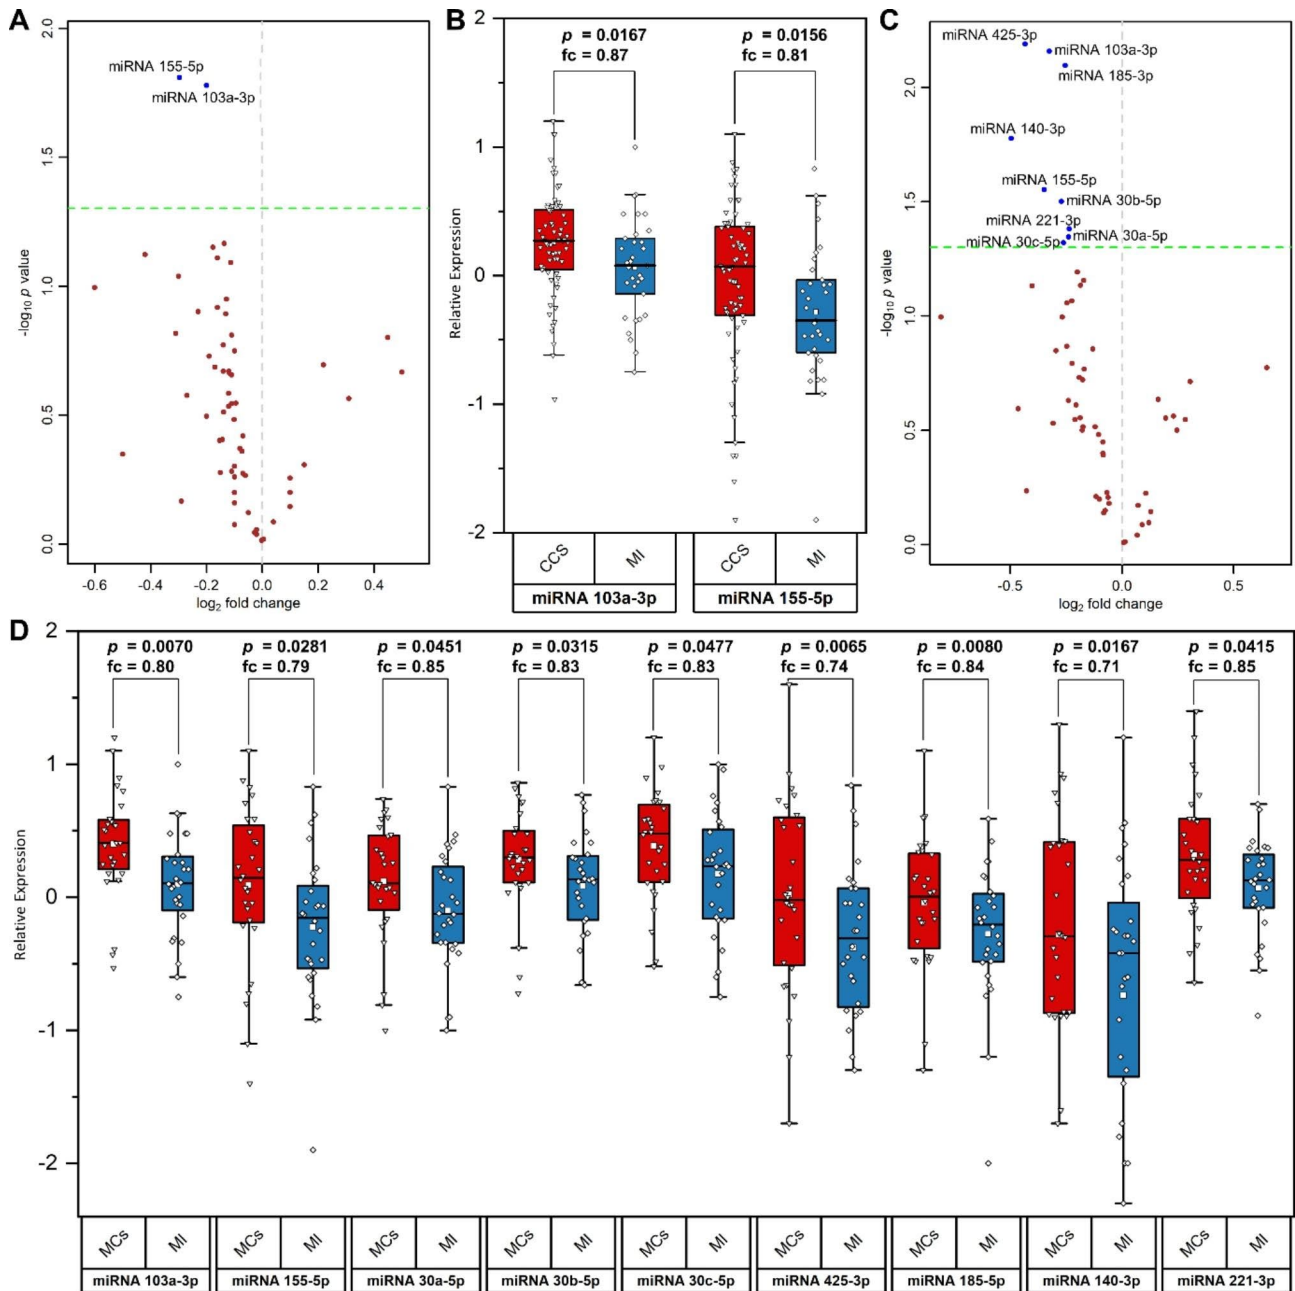 A
2.0
1.5
1.0
0.5
0.0
-log10 p value
miRNA 155-5p
miRNA 103a-3p
-0.6
-0.4
-0.2
0.0
0.2
0.4
log2 fold change
B
2
1
0
-1
-2
Relative Expression
p = 0.0167
fc = 0.87
p = 0.0156
fc = 0.81
CCS
MI
CCS
MI
miRNA 103a-3p
miRNA 155-5p
C
2.0
1.5
1.0
0.5
0.0
-log10 p value
miRNA 425-3p
miRNA 103a-3p
miRNA 185-3p
miRNA 140-3p
miRNA 155-5p
miRNA 30b-5p
miRNA 221-3p
miRNA 30a-5p
miRNA 30c-5p
-0.5
0.0
0.5
log2 fold change
D
2
1
0
-1
-2
Relative Expression
p = 0.0070
fc = 0.80
p = 0.0281
fc = 0.79
p = 0.0451
fc = 0.85
p = 0.0315
fc = 0.83
p = 0.0477
fc = 0.83
p = 0.0065
fc = 0.74
p = 0.0080
fc = 0.84
p = 0.0167
fc = 0.71
p = 0.0415
fc = 0.85
MCs
MI
MCs
MI
MCs
MI
MCs
MI
MCs
MI
MCs
MI
MCs
MI
MCs
MI
MCs
MI
miRNA 103a-3p
miRNA 155-5p
miRNA 30a-5p
miRNA 30b-5p
miRNA 30c-5p
miRNA 425-3p
miRNA 185-5p
miRNA 140-3p
miRNA 221-3p